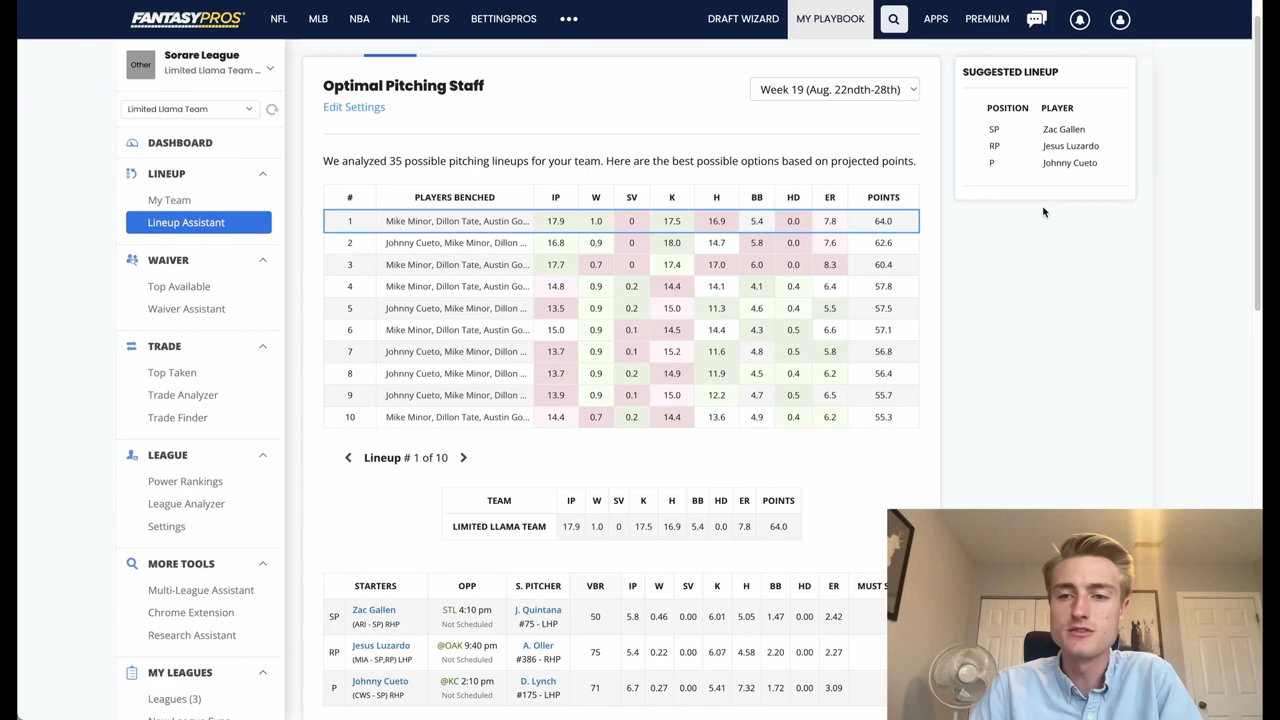 FANTASYPROS
NFL MLB NBA NHL DFS BETTINGPROS ••• DRAFT WIZARD MY PLAYBOOK APPS PREMIUM
Other
Sorare League
Limited Llama Team ...
Limited Llama Team
DASHBOARD
LINEUP
My Team
Lineup Assistant
WAIVER
Top Available
Waiver Assistant
TRADE
Top Taken
Trade Analyzer
Trade Finder
LEAGUE
Power Rankings
League Analyzer
Settings
MORE TOOLS
Multi-League Assistant
Chrome Extension
Research Assistant
MY LEAGUES
Leagues (3)
New League Sync
Optimal Pitching Staff
Edit Settings
Week 19 (Aug. 22ndth-28th)
We analyzed 35 possible pitching lineups for your team. Here are the best possible options based on projected points.
# PLAYERS BENCHED IP W SV K H BB HD ER POINTS
1 Mike Minor, Dillon Tate, Austin Go... 17.9 1.0 0 17.5 16.9 5.4 0.0 7.8 64.0
2 Johnny Cueto, Mike Minor, Dillon ... 16.8 0.9 0 18.0 14.7 5.8 0.0 7.6 62.6
3 Mike Minor, Dillon Tate, Austin Go... 17.7 0.7 0 17.4 17.0 6.0 0.0 8.3 60.4
4 Mike Minor, Dillon Tate, Austin Go... 14.8 0.9 0.2 14.4 14.1 4.1 0.4 6.4 57.8
5 Johnny Cueto, Mike Minor, Dillon ... 13.5 0.9 0.2 15.0 11.3 4.6 0.4 5.5 57.5
6 Mike Minor, Dillon Tate, Austin Go... 15.0 0.9 0.1 14.5 14.4 4.3 0.5 6.6 57.1
7 Johnny Cueto, Mike Minor, Dillon ... 13.7 0.9 0.1 15.2 11.6 4.8 0.5 5.8 56.8
8 Johnny Cueto, Mike Minor, Dillon ... 13.7 0.9 0.2 14.9 11.9 4.5 0.4 6.2 56.4
9 Johnny Cueto, Mike Minor, Dillon ... 13.9 0.9 0.1 15.0 12.2 4.7 0.5 6.5 55.7
10 Mike Minor, Dillon Tate, Austin Go... 14.4 0.7 0.2 14.4 13.6 4.9 0.4 6.2 55.3
Lineup # 1 of 10
TEAM IP W SV K H BB HD ER POINTS
LIMITED LLAMA TEAM 17.9 1.0 0 17.5 16.9 5.4 0.0 7.8 64.0
STARTERS OPP S. PITCHER VBR IP W SV K H BB HD ER MUST S
SP Zac Gallen STL 4:10 pm J. Quintana 50 5.8 0.46 0.00 6.01 5.05 1.47 0.00 2.42
(ARI - SP) RHP Not Scheduled #75 - LHP
RP Jesus Luzardo @OAK 9:40 pm A. Oller 75 5.4 0.22 0.00 6.07 4.58 2.20 0.00 2.27
(MIA - SP,RP) LHP Not Scheduled #386 - RHP
P Johnny Cueto @KC 2:10 pm D. Lynch 71 6.7 0.27 0.00 5.41 7.32 1.72 0.00 3.09
(CWS - SP) RHP Not Scheduled #175 - LHP
SUGGESTED LINEUP
POSITION PLAYER
SP Zac Gallen
RP Jesus Luzardo
P Johnny Cueto